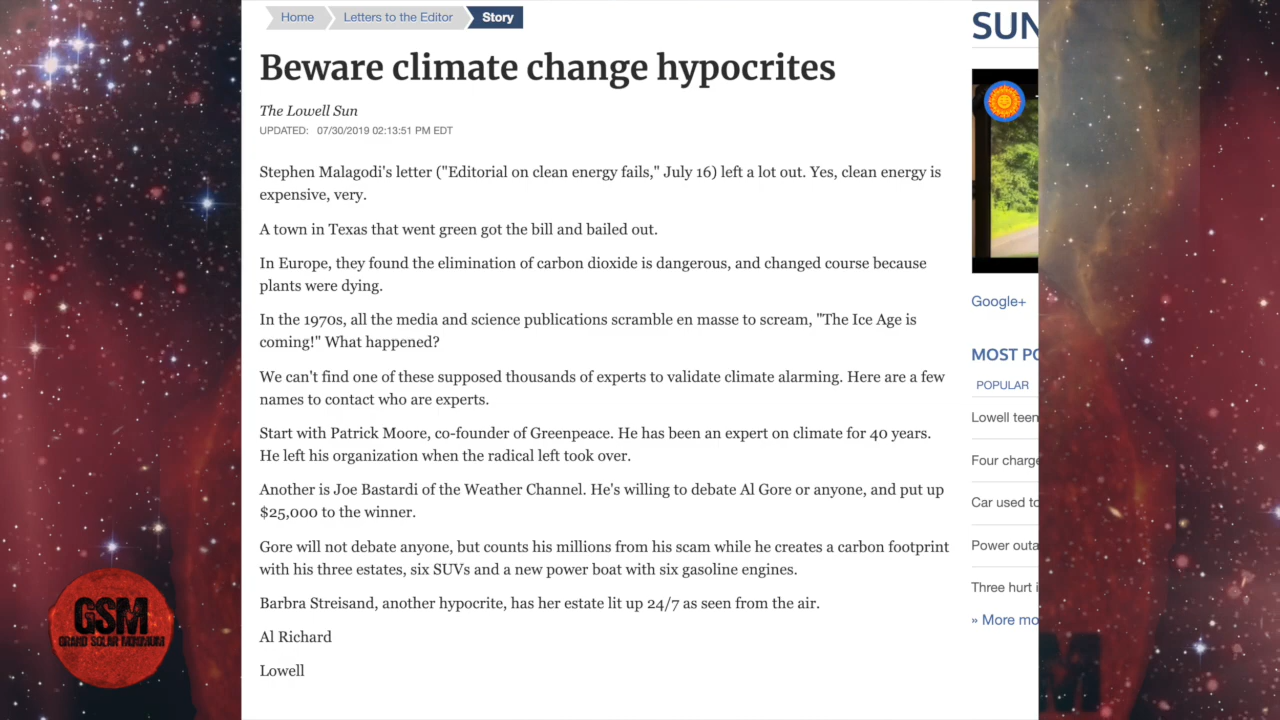 Home Letters to the Editor Story
Beware climate change hypocrites
The Lowell Sun
UPDATED: 07/30/2019 02:13:51 PM EDT
Stephen Malagodi's letter ("Editorial on clean energy fails," July 16) left a lot out. Yes, clean energy is
expensive, very.
A town in Texas that went green got the bill and bailed out.
In Europe, they found the elimination of carbon dioxide is dangerous, and changed course because
plants were dying.
In the 1970s, all the media and science publications scramble en masse to scream, "The Ice Age is
coming!" What happened?
We can't find one of these supposed thousands of experts to validate climate alarming. Here are a few
names to contact who are experts.
Start with Patrick Moore, co-founder of Greenpeace. He has been an expert on climate for 40 years.
He left his organization when the radical left took over.
Another is Joe Bastardi of the Weather Channel. He's willing to debate Al Gore or anyone, and put up
$25,000 to the winner.
Gore will not debate anyone, but counts his millions from his scam while he creates a carbon footprint
with his three estates, six SUVs and a new power boat with six gasoline engines.
Barbra Streisand, another hypocrite, has her estate lit up 24/7 as seen from the air.
Al Richard
Lowell
SUN
Google+
MOST PO
POPULAR
Lowell teen
Four charge
Car used to
Power outa
Three hurt i
» More mo
GSM
GRAND SOLAR MINIMUM